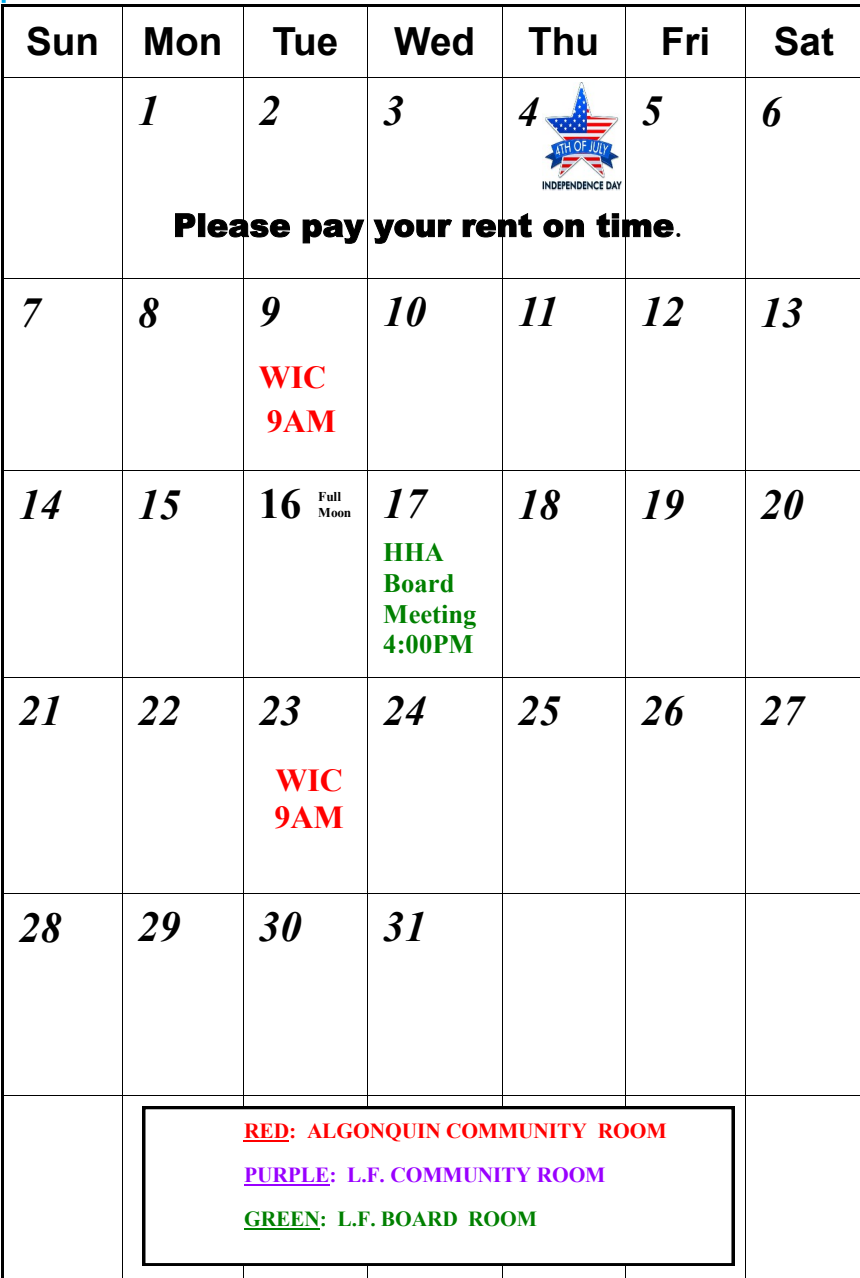 Sun Mon Tue Wed Thu Fri Sat
1 2 3 4 5 6
4TH OF JULY
INDEPENDENCE DAY
Please pay your rent on time.
7 8 9 10 11 12 13
WIC
9AM
14 15 16 Full Moon 17 18 19 20
HHA
Board
Meeting
4:00PM
21 22 23 24 25 26 27
WIC
9AM
28 29 30 31
RED: ALGONQUIN COMMUNITY ROOM
PURPLE: L.F. COMMUNITY ROOM
GREEN: L.F. BOARD ROOM